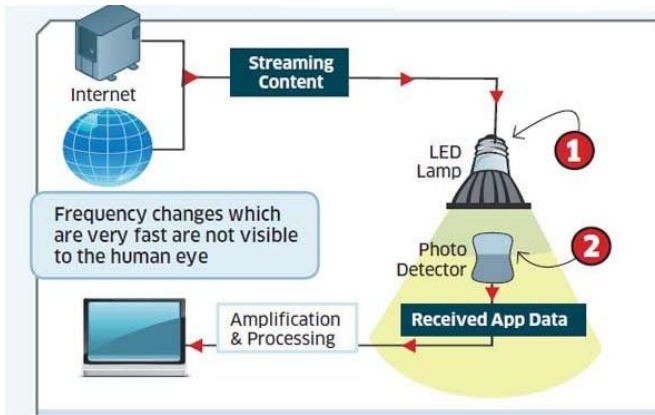 Internet
Streaming
Content
LED
Lamp
1
Frequency changes which
are very fast are not visible
to the human eye
Photo
Detector
2
Amplification
& Processing
Received App Data